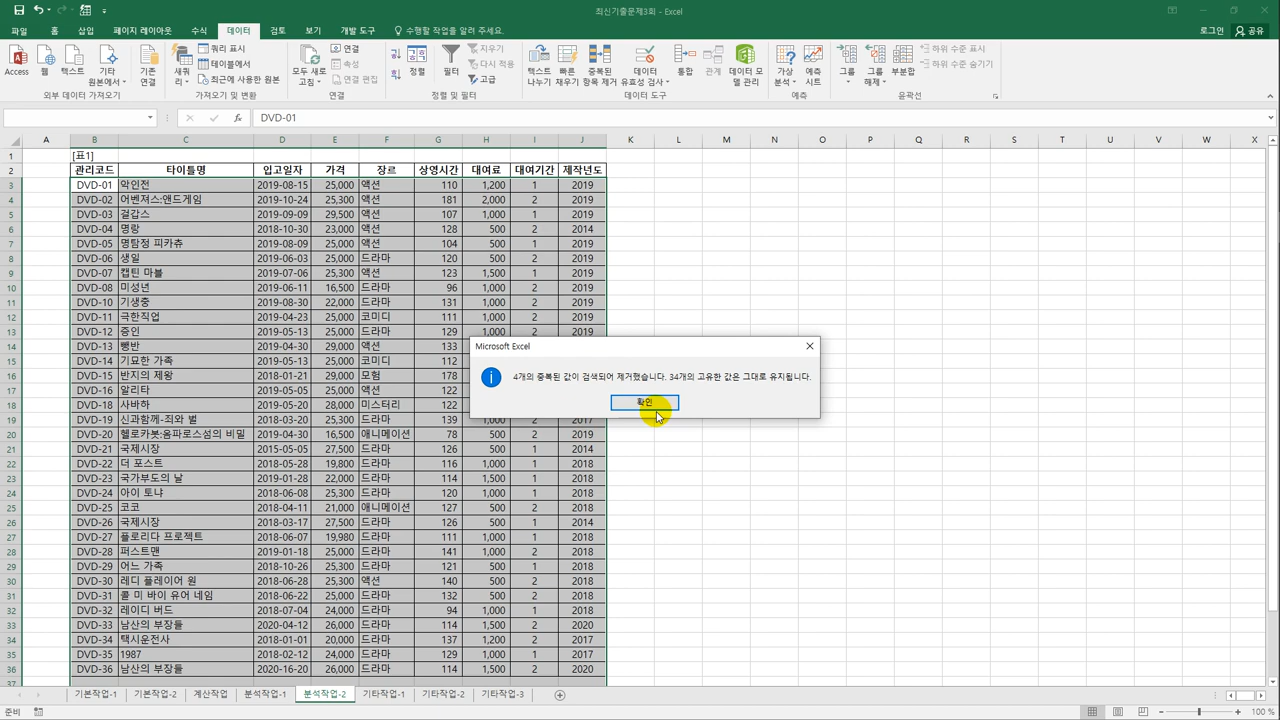 최신기출문제3회 - Excel
파일 홈 삽입 페이지 레이아웃 수식 데이터 검토 보기 개발 도구 수행할 작업을 알려 주세요. 로그인 공유
Access 웹 텍스트 기타 원본에서 기존 연결 새쿼리 쿼리 표시 테이블에서 최근에 사용한 원본 모두 새로 고침 연결 속성 연결 편집 정렬 필터 지우기 다시 적용 고급 텍스트 나누기 빠른 채우기 중복된 항목 제거 데이터 유효성 검사 통합 관계 데이터 모델 관리 가상 분석 예측 시트 그룹 그룹 해제 부분합 하위 수준 표시 하위 수준 숨기기
외부 데이터 가져오기 가져오기 및 변환 연결 정렬 및 필터 데이터 도구 예측 윤곽선
fx DVD-01
A B C D E F G H I J K L M N O P Q R S T U V W X
1 [표1]
2 관리코드 타이틀명 입고일자 가격 장르 상영시간 대여료 대여기간 제작년도
3 DVD-01 악인전 2019-08-15 25,000 액션 110 1,200 1 2019
4 DVD-02 어벤져스:앤드게임 2019-10-24 25,300 액션 181 2,000 2 2019
5 DVD-03 걸캅스 2019-09-09 29,500 액션 107 1,000 1 2019
6 DVD-04 명량 2018-10-30 23,000 액션 128 500 2 2014
7 DVD-05 명탐정 피카츄 2019-08-09 25,000 액션 104 500 1 2019
8 DVD-06 생일 2019-06-03 25,000 드라마 120 500 2 2019
9 DVD-07 캡틴 마블 2019-07-06 25,300 액션 123 1,500 1 2019
10 DVD-08 미성년 2019-06-11 16,500 드라마 96 1,000 2 2019
11 DVD-10 기생충 2019-08-30 22,000 드라마 131 1,000 2 2019
12 DVD-11 극한직업 2019-04-23 25,000 코미디 111 1,000 2 2019
13 DVD-12 증인 2019-05-13 25,000 드라마 129 1,000 2 2019
14 DVD-13 뺑반 2019-04-30 29,000 액션 133
15 DVD-14 기묘한 가족 2019-05-13 25,000 코미디 112
16 DVD-15 반지의 제왕 2018-01-21 29,000 모험 178
17 DVD-16 알리타 2019-05-05 25,000 액션 122
18 DVD-18 사바하 2019-05-20 28,000 미스터리 122
19 DVD-19 신과함께-죄와 벌 2018-03-20 25,300 드라마 139 1,000 2 2017
20 DVD-20 헬로카봇:옴파로스섬의 비밀 2019-04-30 16,500 애니메이션 78 500 2 2019
21 DVD-21 국제시장 2015-05-05 27,500 드라마 126 500 1 2014
22 DVD-22 더 포스트 2018-05-28 19,800 드라마 116 1,000 1 2018
23 DVD-23 국가부도의 날 2019-01-28 22,000 드라마 114 1,500 1 2018
24 DVD-24 아이 토냐 2018-06-08 25,300 드라마 120 1,000 1 2018
25 DVD-25 코코 2018-04-11 21,000 애니메이션 127 500 2 2018
26 DVD-26 국제시장 2018-03-17 27,500 드라마 126 500 1 2014
27 DVD-27 플로리다 프로젝트 2018-06-07 19,980 드라마 111 1,000 1 2018
28 DVD-28 퍼스트맨 2019-01-18 25,000 드라마 141 1,000 2 2018
29 DVD-29 어느 가족 2018-10-26 25,300 드라마 121 500 1 2018
30 DVD-30 레디 플레이어 원 2018-06-28 25,300 액션 140 500 2 2018
31 DVD-31 콜 미 바이 유어 네임 2018-06-22 25,000 드라마 132 500 2 2018
32 DVD-32 레이디 버드 2018-07-04 24,000 드라마 94 1,000 1 2018
33 DVD-33 남산의 부장들 2020-04-12 26,000 드라마 114 1,500 2 2020
34 DVD-34 택시운전사 2018-01-01 20,000 드라마 137 1,200 2 2017
35 DVD-35 1987 2018-02-12 24,000 드라마 129 1,000 1 2017
36 DVD-36 남산의 부장들 2020-16-20 26,000 드라마 114 1,500 2 2020
37
Microsoft Excel
4개의 중복된 값이 검색되어 제거했습니다. 34개의 고유한 값은 그대로 유지됩니다.
확인
기본작업-1 기본작업-2 계산작업 분석작업-1 분석작업-2 기타작업-1 기타작업-2 기타작업-3
준비 100 %